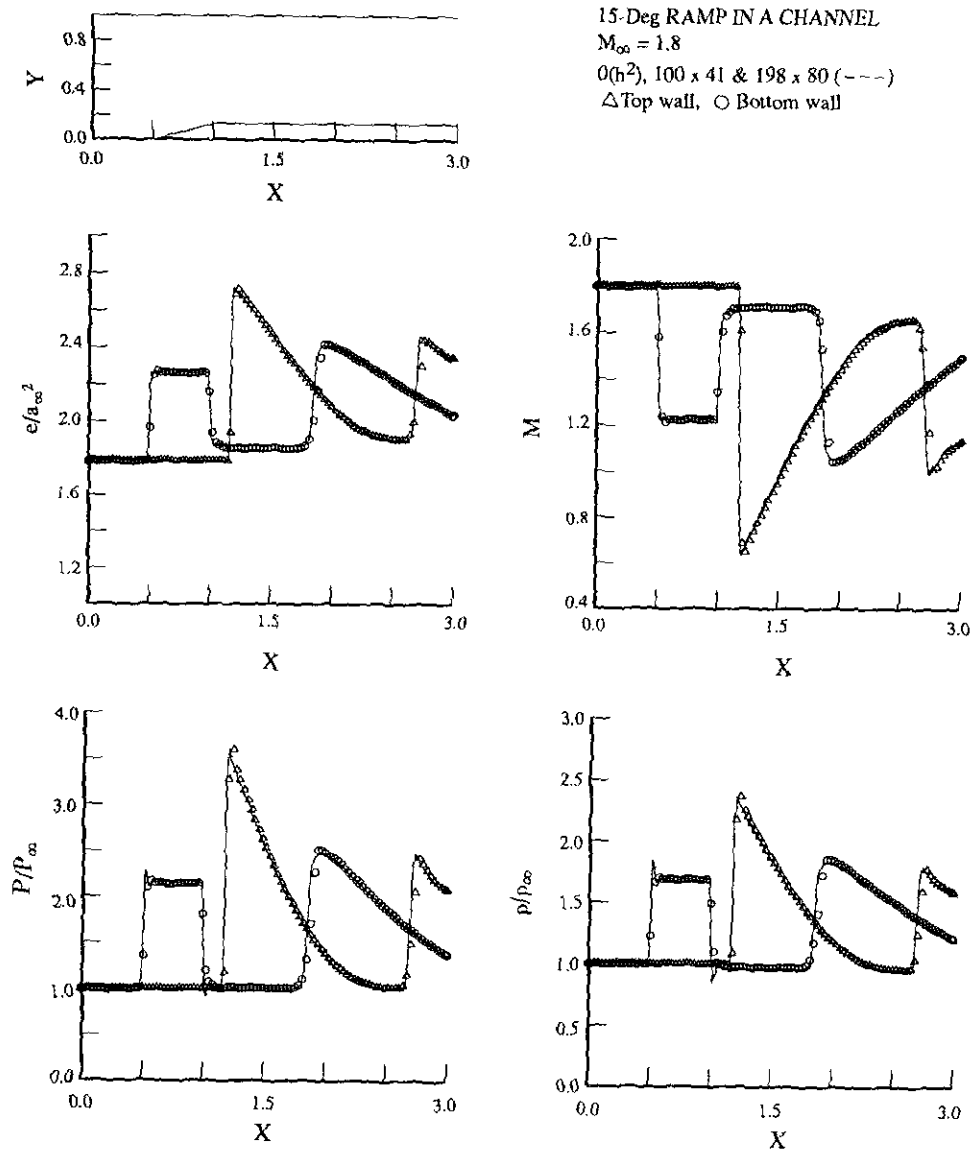 15-Deg RAMP IN A CHANNEL
M∞ = 1.8
0(h²), 100 x 41 & 198 x 80 (---)
△ Top wall, ○ Bottom wall
0.8
0.4
0.0
Y
0.0 1.5 3.0
X
2.8
2.4
2.0
1.6
1.2
e/a∞²
0.0 1.5 3.0
X
2.0
1.6
1.2
0.8
0.4
M
0.0 1.5 3.0
X
4.0
3.0
2.0
1.0
0.0
P/P∞
0.0 1.5 3.0
X
3.0
2.5
2.0
1.5
1.0
0.5
0.0
ρ/ρ∞
0.0 1.5 3.0
X